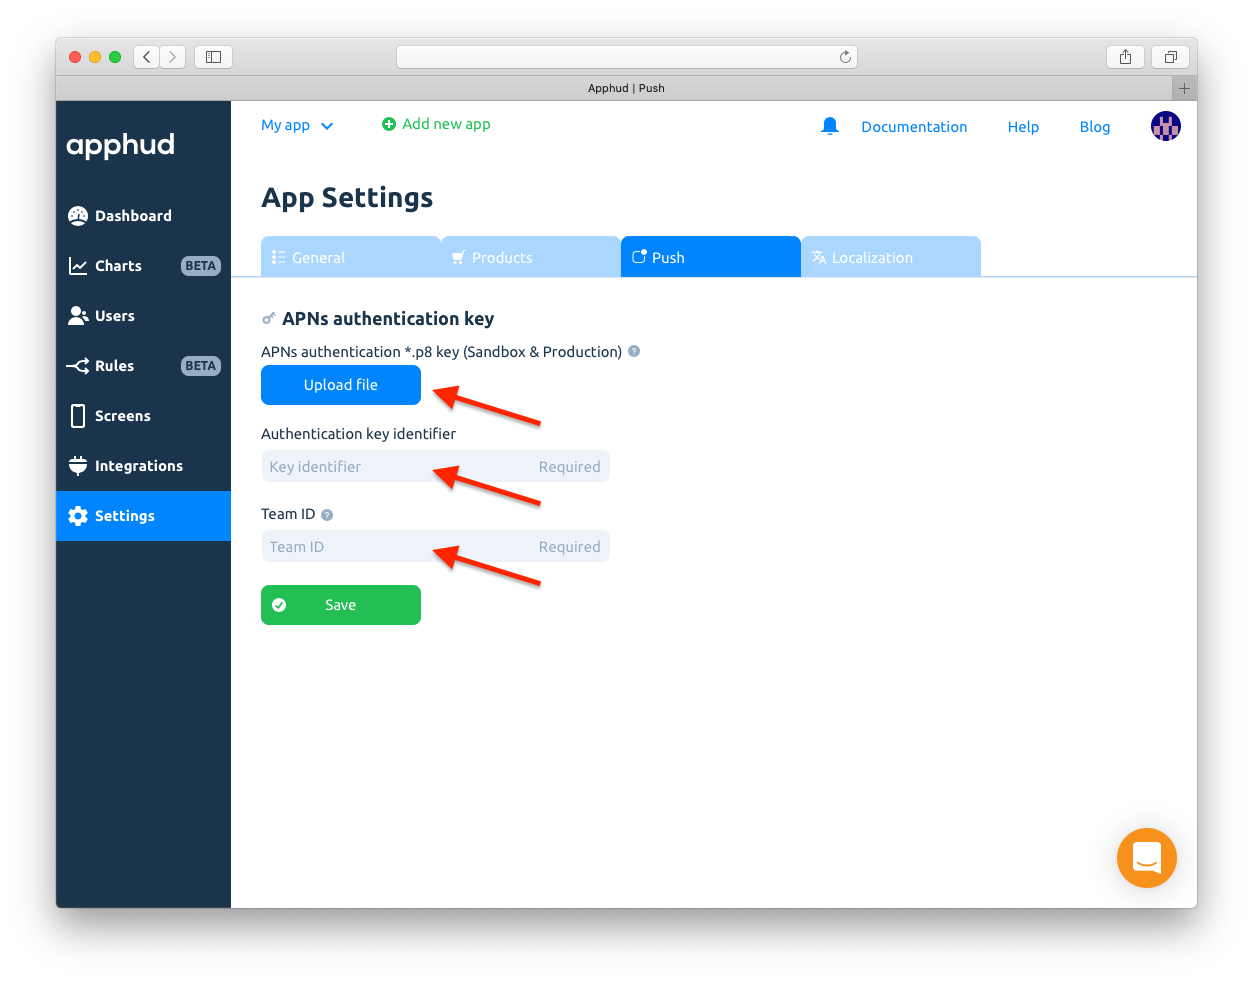 Apphud | Push
apphud
My app
Add new app
Documentation
Help
Blog
Dashboard
Charts BETA
Users
Rules BETA
Screens
Integrations
Settings
App Settings
General
Products
Push
Localization
APNs authentication key
APNs authentication *.p8 key (Sandbox & Production) ?
Upload file
Authentication key identifier
Key identifier Required
Team ID ?
Team ID Required
Save